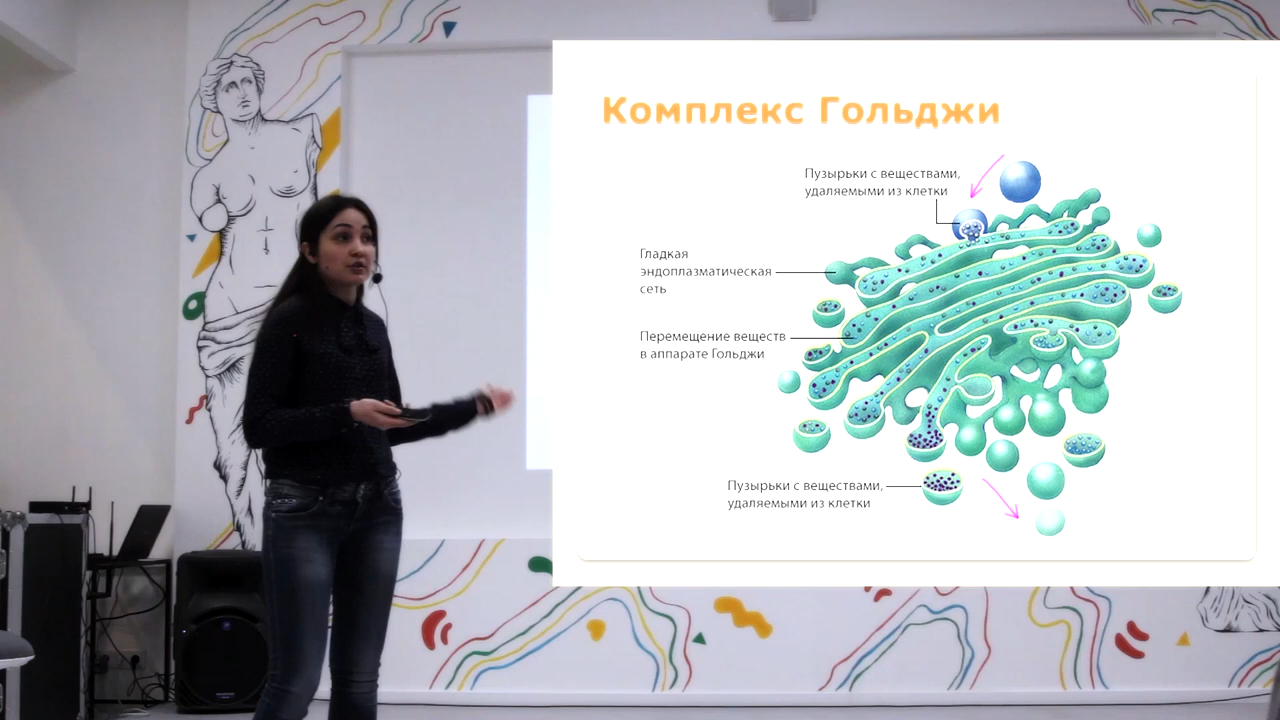 Комплекс Гольджи
Пузырьки с веществами,
удаляемыми из клетки
Гладкая
эндоплазматическая
сеть
Перемещение веществ
в аппарате Гольджи
Пузырьки с веществами,
удаляемыми из клетки